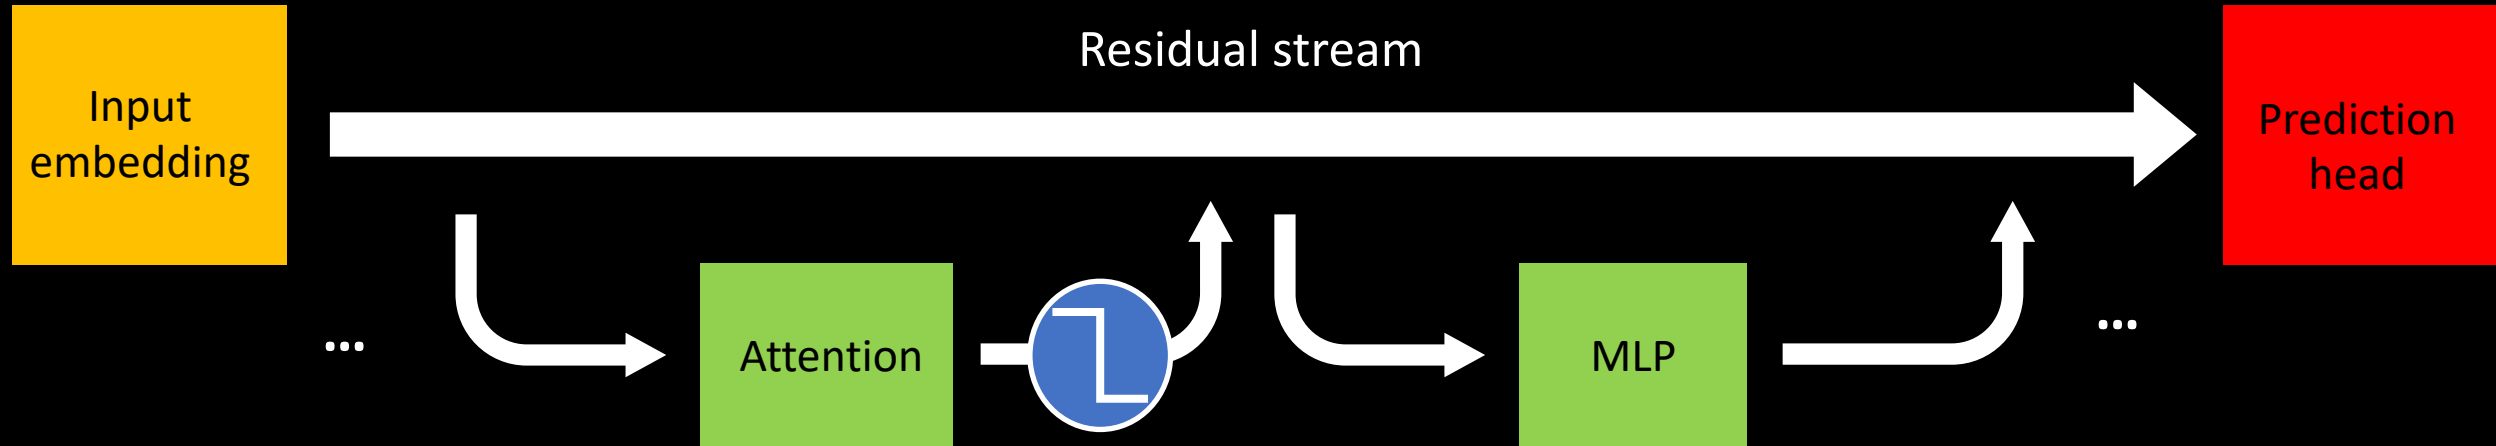 Residual stream
Input
embedding
Prediction
head
...
Attention
MLP
...